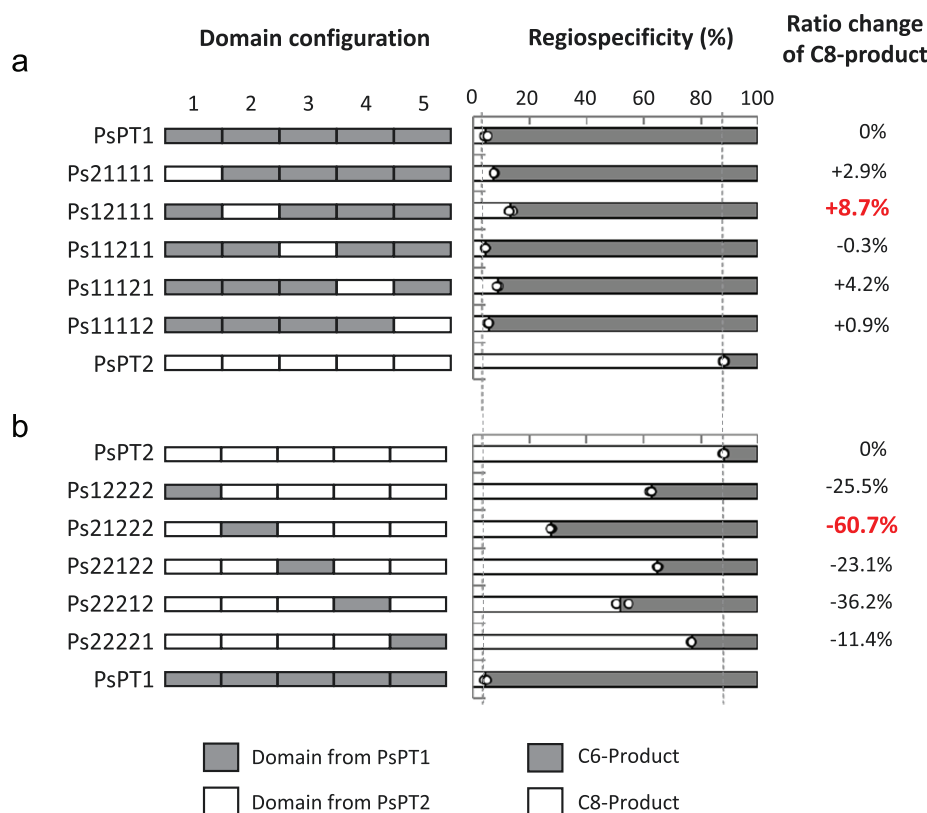 Domain configuration
Regiospecificity (%)
Ratio change
of C8-product
a
1 2 3 4 5
0 20 40 60 80 100
PsPT1 0%
Ps21111 +2.9%
Ps12111 +8.7%
Ps11211 -0.3%
Ps11121 +4.2%
Ps11112 +0.9%
PsPT2
b
PsPT2 0%
Ps12222 -25.5%
Ps21222 -60.7%
Ps22122 -23.1%
Ps22212 -36.2%
Ps22221 -11.4%
PsPT1
Domain from PsPT1
C6-Product
Domain from PsPT2
C8-Product